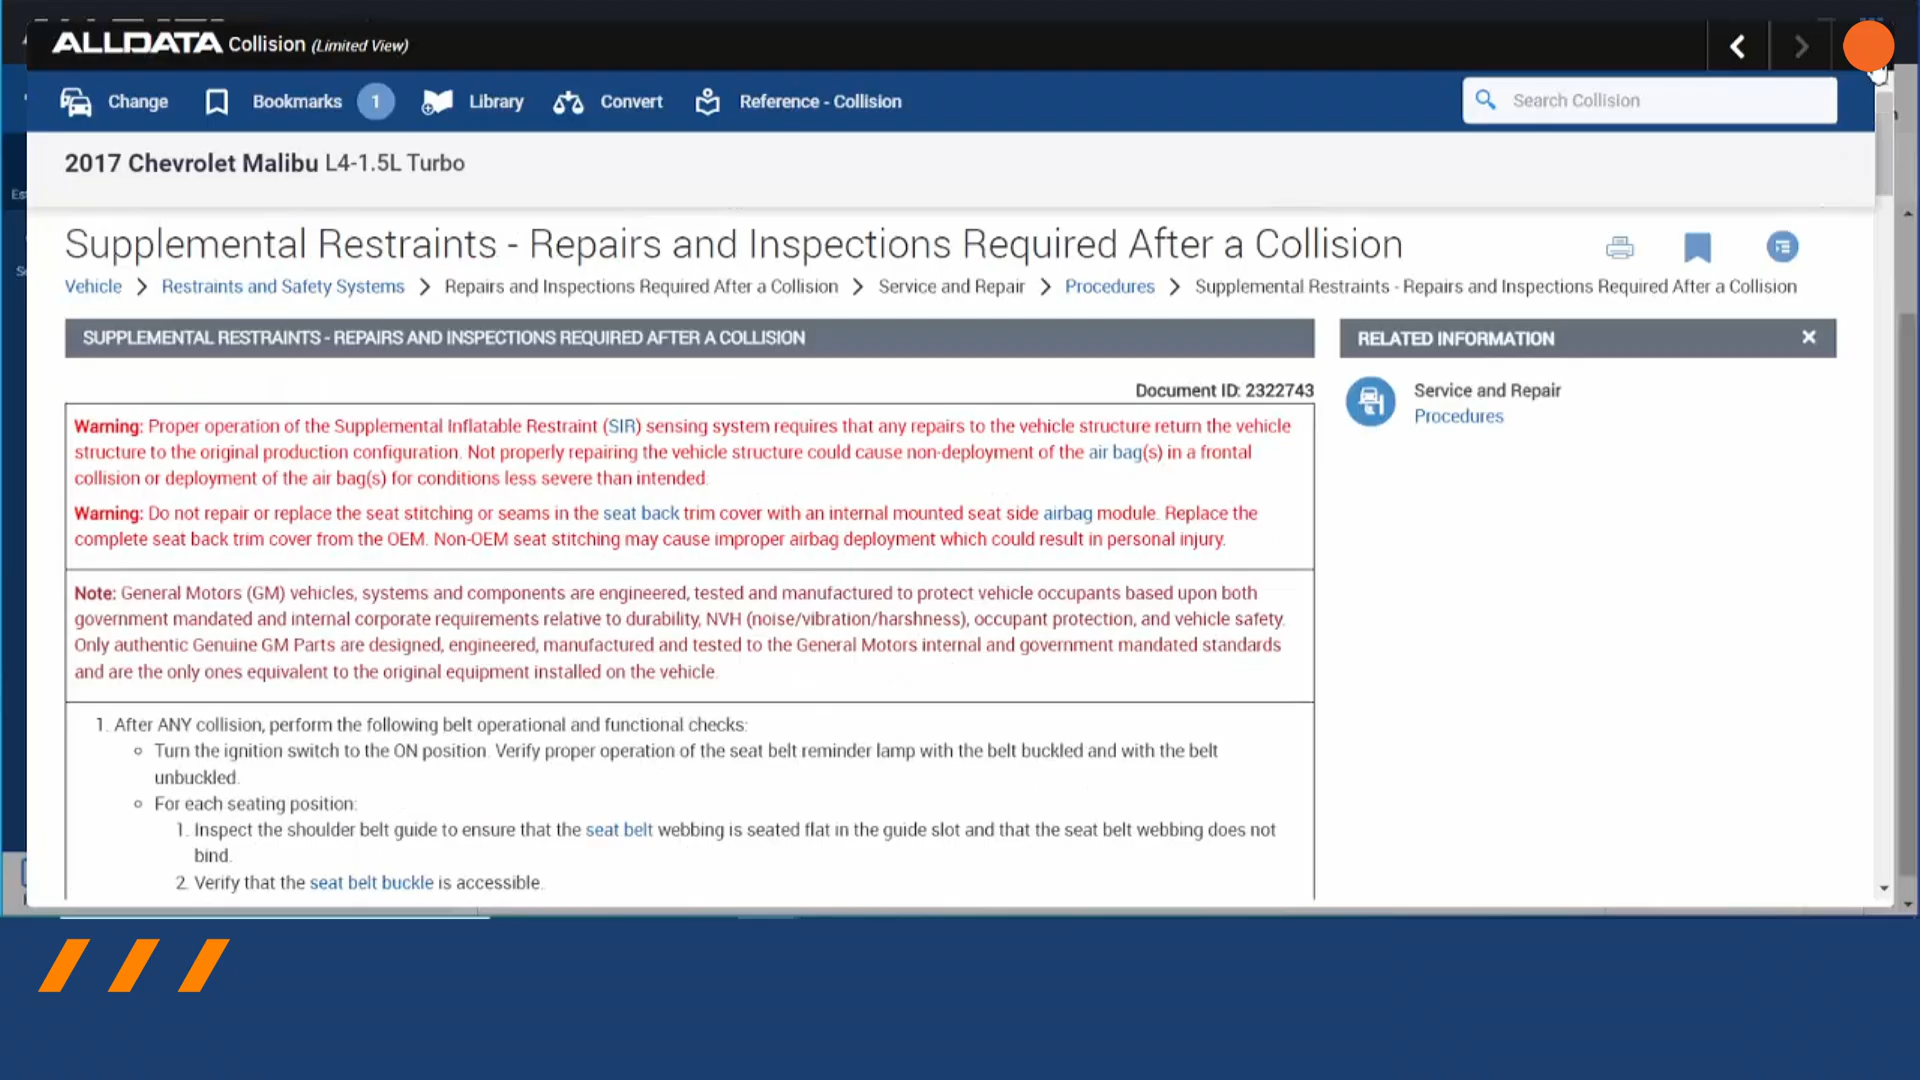 ALLDATA Collision (Limited View)
Change
Bookmarks
1
Library
Convert
Reference - Collision
Search Collision
2017 Chevrolet Malibu L4-1.5L Turbo
Supplemental Restraints - Repairs and Inspections Required After a Collision
Vehicle > Restraints and Safety Systems > Repairs and Inspections Required After a Collision > Service and Repair > Procedures > Supplemental Restraints - Repairs and Inspections Required After a Collision
SUPPLEMENTAL RESTRAINTS - REPAIRS AND INSPECTIONS REQUIRED AFTER A COLLISION
RELATED INFORMATION
Document ID: 2322743
Service and Repair
Procedures
Warning: Proper operation of the Supplemental Inflatable Restraint (SIR) sensing system requires that any repairs to the vehicle structure return the vehicle
structure to the original production configuration. Not properly repairing the vehicle structure could cause non-deployment of the air bag(s) in a frontal
collision or deployment of the air bag(s) for conditions less severe than intended.
Warning: Do not repair or replace the seat stitching or seams in the seat back trim cover with an internal mounted seat side airbag module. Replace the
complete seat back trim cover from the OEM. Non-OEM seat stitching may cause improper airbag deployment which could result in personal injury.
Note: General Motors (GM) vehicles, systems and components are engineered, tested and manufactured to protect vehicle occupants based upon both
government mandated and internal corporate requirements relative to durability, NVH (noise/vibration/harshness), occupant protection, and vehicle safety.
Only authentic Genuine GM Parts are designed, engineered, manufactured and tested to the General Motors internal and government mandated standards
and are the only ones equivalent to the original equipment installed on the vehicle.
1. After ANY collision, perform the following belt operational and functional checks:
Turn the ignition switch to the ON position. Verify proper operation of the seat belt reminder lamp with the belt buckled and with the belt
unbuckled.
For each seating position:
1. Inspect the shoulder belt guide to ensure that the seat belt webbing is seated flat in the guide slot and that the seat belt webbing does not
bind.
2. Verify that the seat belt buckle is accessible.